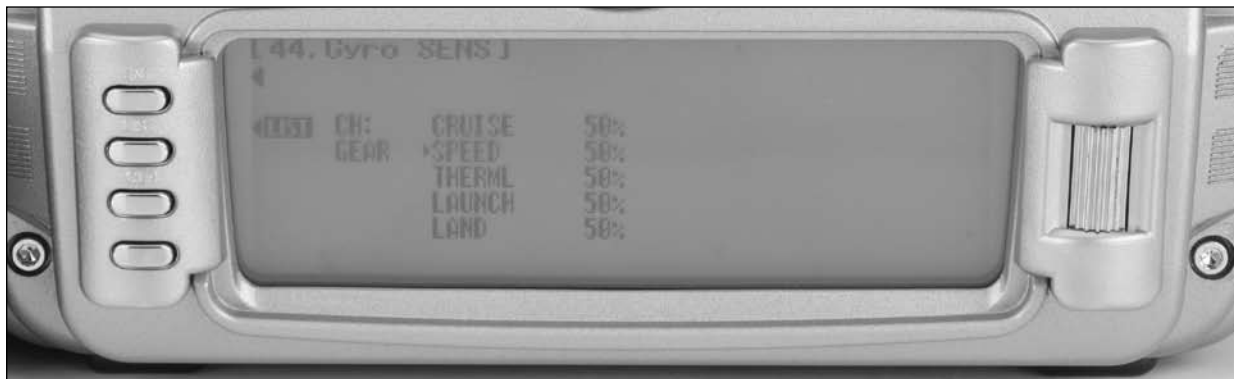 [44.Gyro SENS]
LIST CH: CRUISE 50%
GEAR SPEED 50%
THERML 50%
LAUNCH 50%
LAND 50%